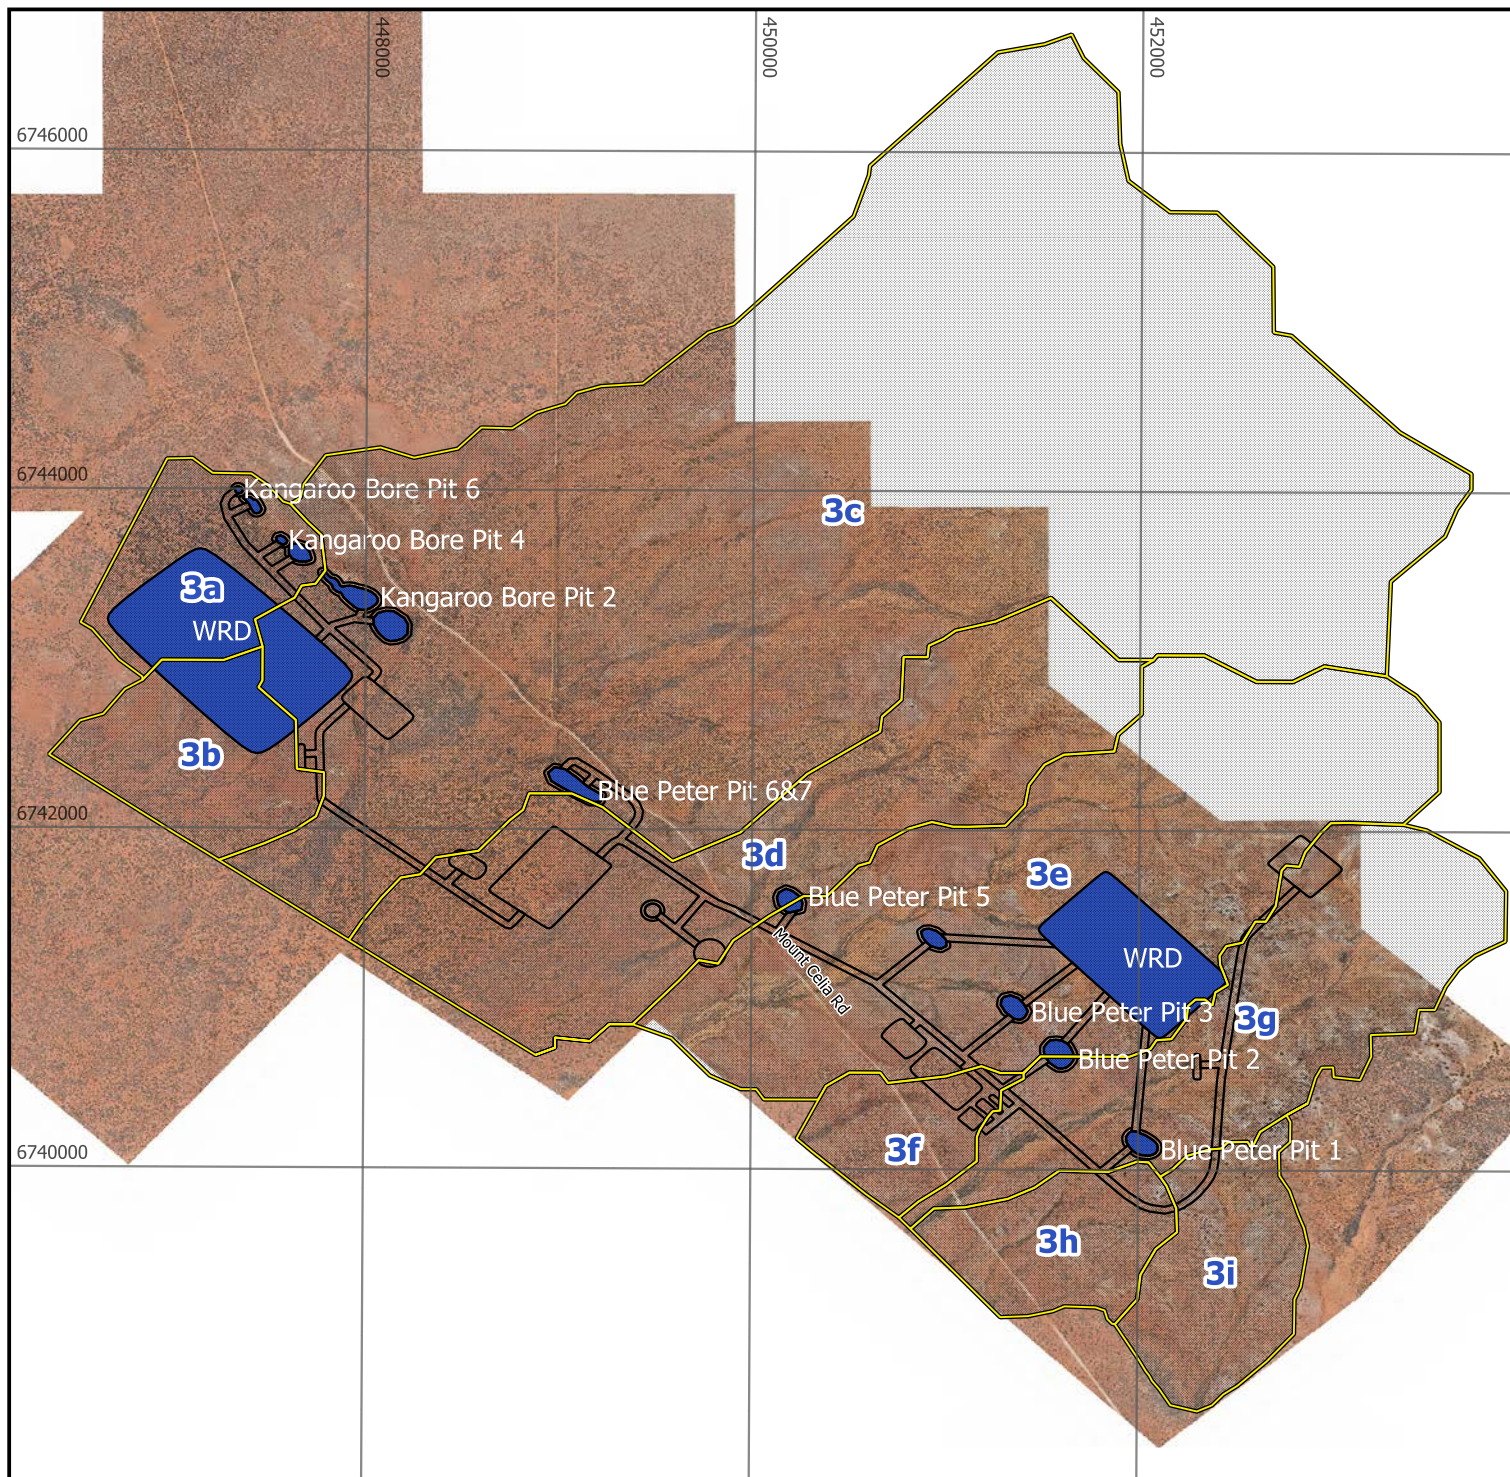 448000
450000
452000
6746000
6744000
Kangaroo Bore Pit 6
3c
Kangaroo Bore Pit 4
3a
Kangaroo Bore Pit 2
WRD
3b
Blue Peter Pit 6&7
6742000
3d
3e
Blue Peter Pit 5
Mount Celia Rd
WRD
Blue Peter Pit 3
3g
Blue Peter Pit 2
6740000
3f
Blue Peter Pit 1
3h
3i